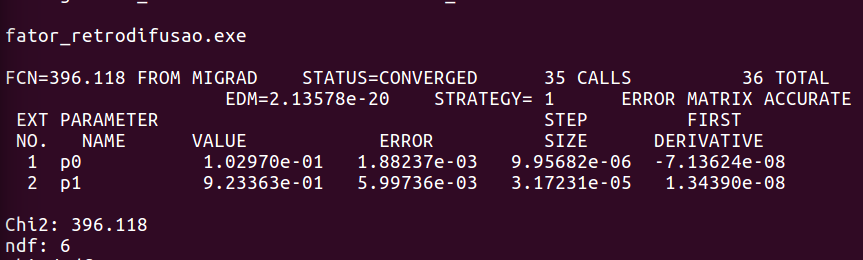 fator_retrodifusao.exe
FCN=396.118 FROM MIGRAD    STATUS=CONVERGED      35 CALLS          36 TOTAL
                    EDM=2.13578e-20    STRATEGY= 1      ERROR MATRIX ACCURATE
 EXT PARAMETER                                   STEP         FIRST
 NO.   NAME      VALUE            ERROR          SIZE      DERIVATIVE
  1  p0           1.02970e-01   1.88237e-03   9.95682e-06  -7.13624e-08
  2  p1           9.23363e-01   5.99736e-03   3.17231e-05   1.34390e-08
Chi2: 396.118
ndf: 6